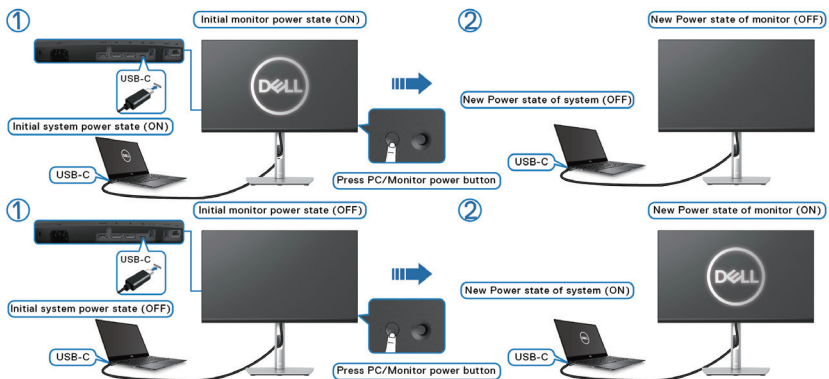 ①
Initial monitor power state (ON)
②
New Power state of monitor (OFF)
USB-C
DELL
New Power state of system (OFF)
Initial system power state (ON)
DELL
USB-C
USB-C
Press PC/Monitor power button
①
Initial monitor power state (OFF)
②
New Power state of monitor (ON)
USB-C
DELL
New Power state of system (ON)
Initial system power state (OFF)
DELL
USB-C
USB-C
Press PC/Monitor power button